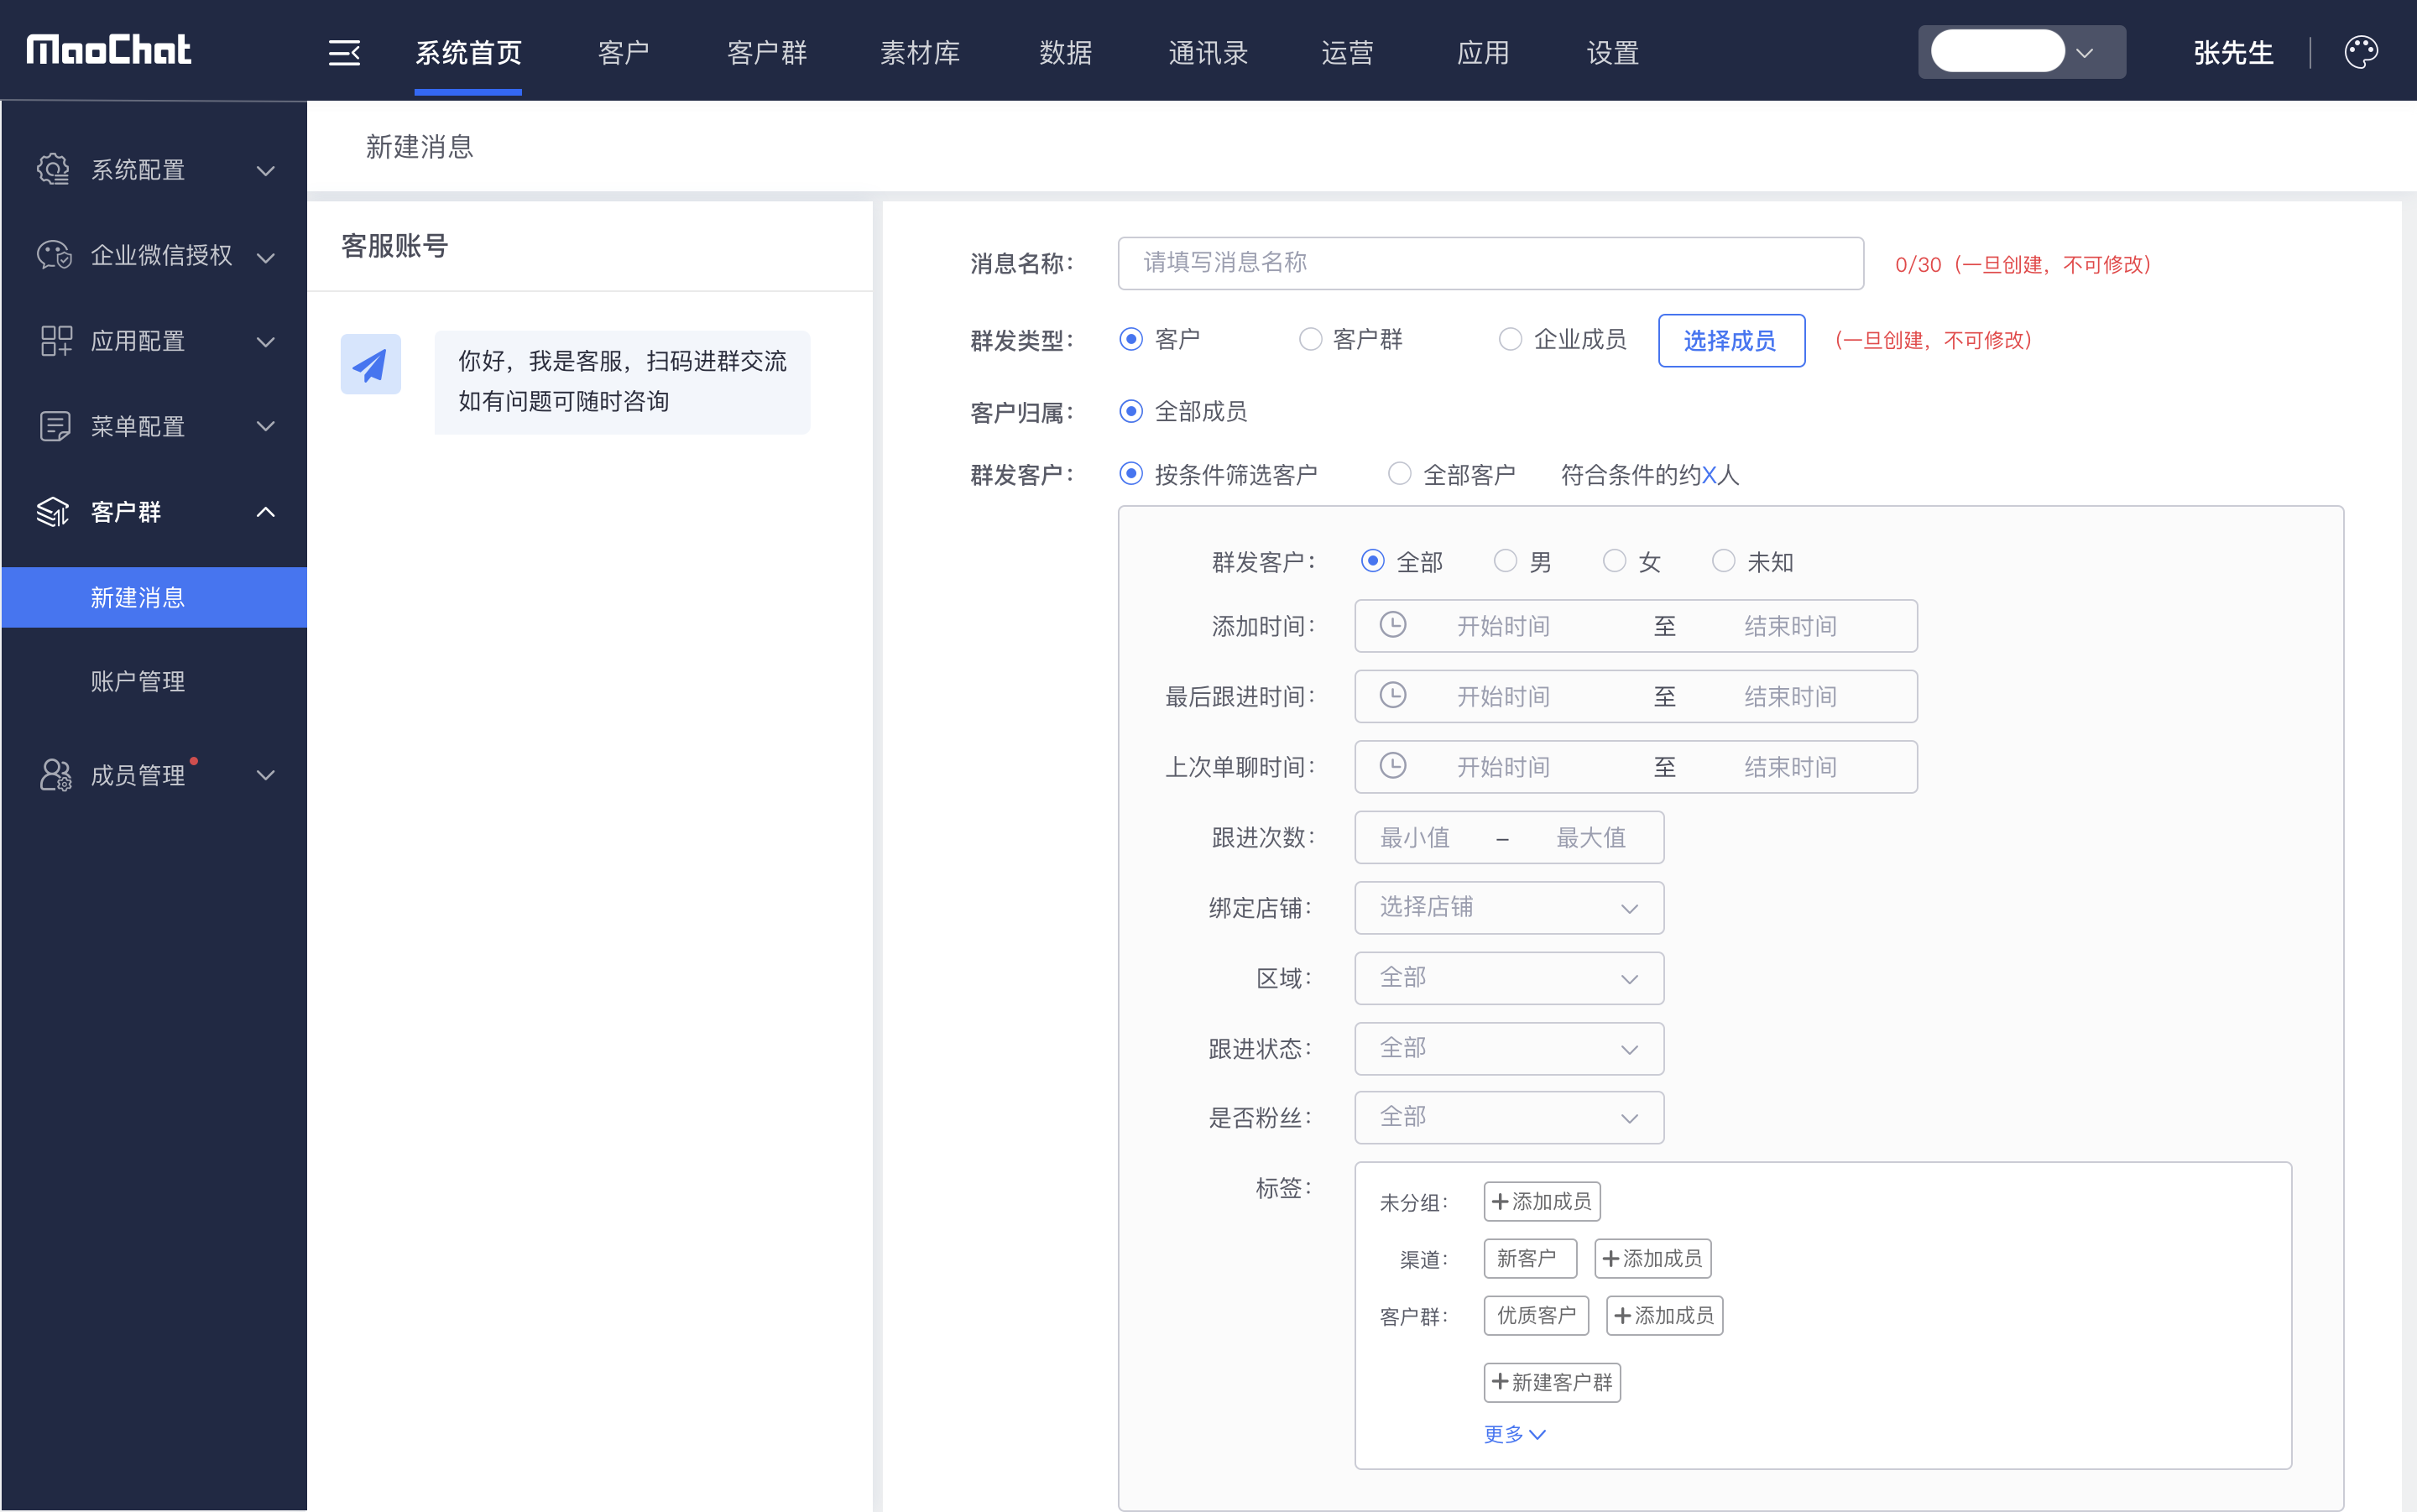 MaoChat
系统首页 客户 客户群 素材库 数据 通讯录 运营 应用 设置 张先生
系统配置
企业微信授权
应用配置
菜单配置
客户群
新建消息
账户管理
成员管理
新建消息
客服账号
你好，我是客服，扫码进群交流
如有问题可随时咨询
消息名称： 请填写消息名称 0/30（一旦创建，不可修改）
群发类型： 客户 客户群 企业成员 选择成员 （一旦创建，不可修改）
客户归属： 全部成员
群发客户： 按条件筛选客户 全部客户 符合条件的约X人
群发客户： 全部 男 女 未知
添加时间： 开始时间 至 结束时间
最后跟进时间： 开始时间 至 结束时间
上次单聊时间： 开始时间 至 结束时间
跟进次数： 最小值 – 最大值
绑定店铺： 选择店铺
区域： 全部
跟进状态： 全部
是否粉丝： 全部
标签：
未分组： +添加成员
渠道： 新客户 +添加成员
客户群： 优质客户 +添加成员
+新建客户群
更多